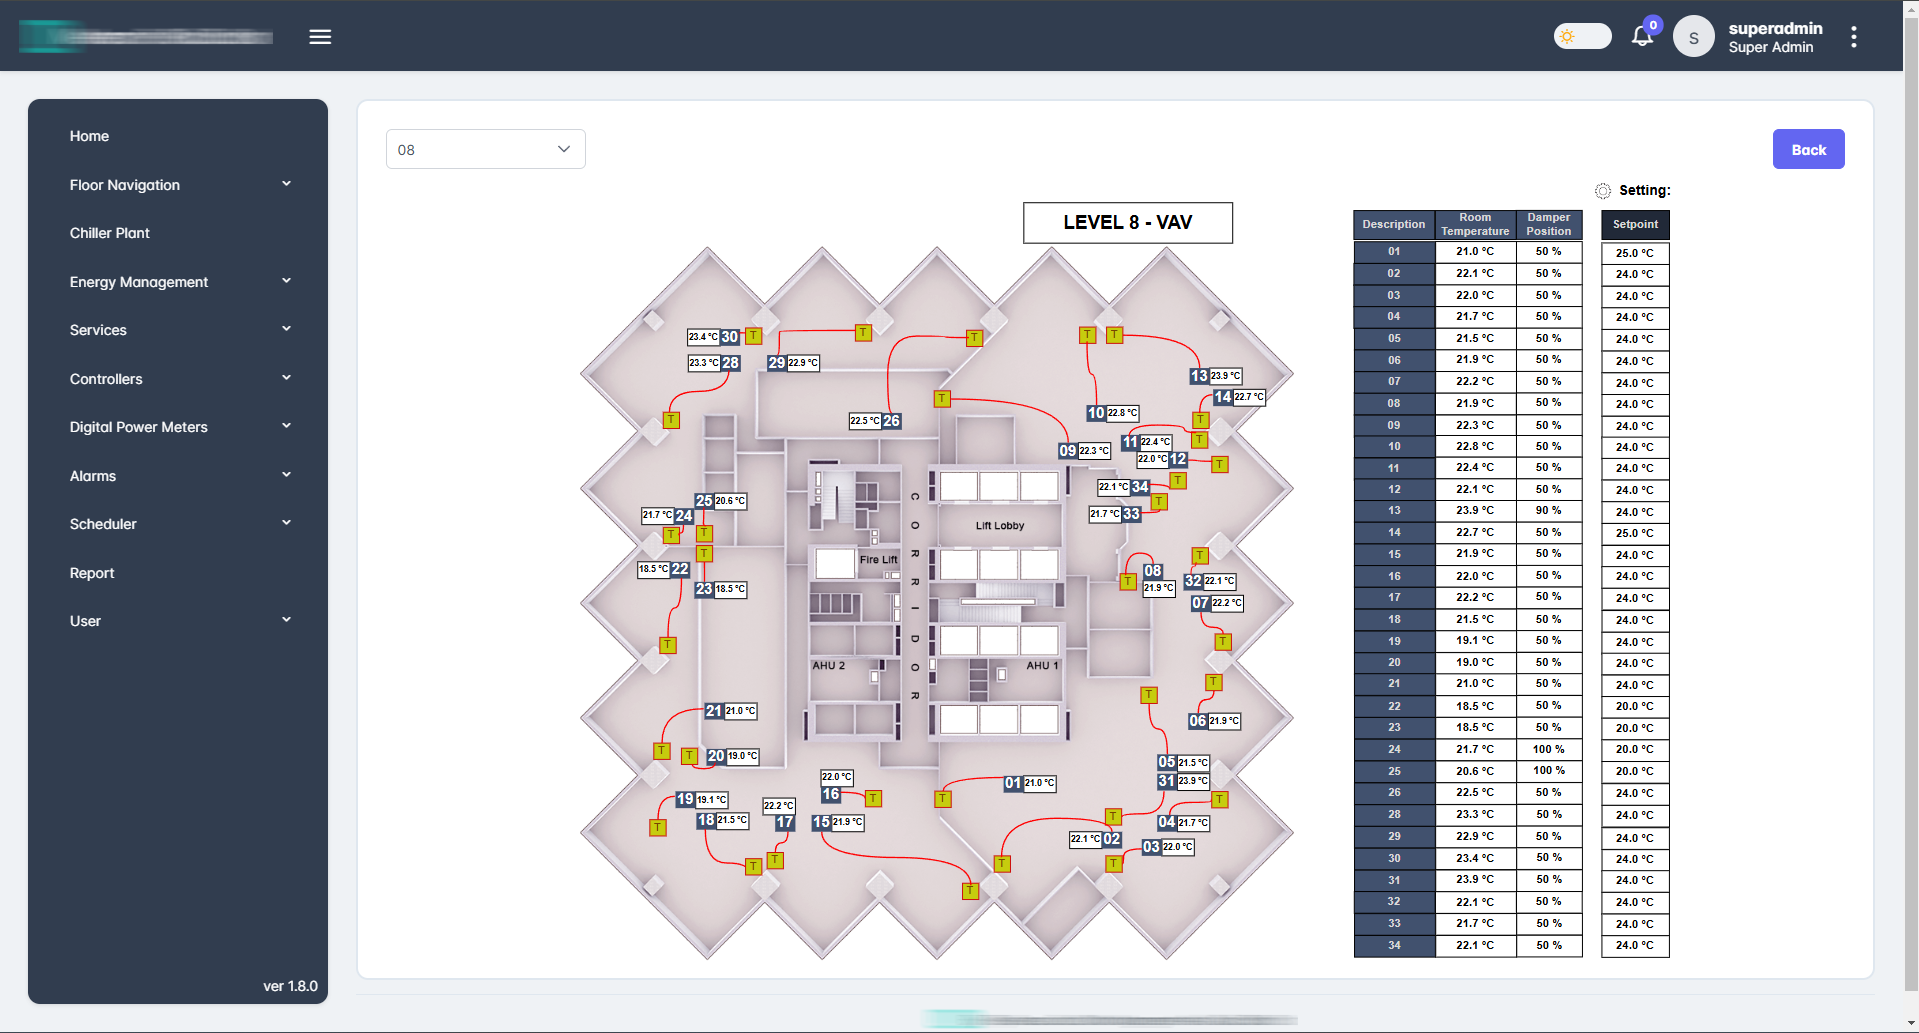 0
S
superadmin
Super Admin
Home
Floor Navigation
Chiller Plant
Energy Management
Services
Controllers
Digital Power Meters
Alarms
Scheduler
Report
User
ver 1.8.0
08
Back
Setting:
LEVEL 8 - VAV
23.4 °C 30 T
23.3 °C 28
T
29 22.9 °C
T
T
22.5 °C 26
T
T
T
13 23.9 °C
14 22.7 °C
10 22.8 °C
T
T
11 22.4 °C
T
09 22.3 °C
22.0 °C 12
T
22.1 °C 34
T
21.7 °C 33
T
25 20.6 °C
21.7 °C 24
T
T
T
18.5 °C 22
23 18.5 °C
T
C
O
R
R
I
D
O
R
Lift Lobby
Fire Lift
AHU 2
AHU 1
T
08
21.9 °C
T
32 22.1 °C
07 22.2 °C
T
T
T
06 21.9 °C
21 21.0 °C
T
T
20 19.0 °C
05 21.5 °C
31 23.9 °C
22.0 °C
16
T
01 21.0 °C
T
T
19 19.1 °C
22.2 °C
18 21.5 °C
17
15 21.9 °C
T
T
04 21.7 °C
22.1 °C 02
03 22.0 °C
T
T
T
T
T
Description Room Temperature Damper Position Setpoint
01 21.0 °C 50 % 25.0 °C
02 22.1 °C 50 % 24.0 °C
03 22.0 °C 50 % 24.0 °C
04 21.7 °C 50 % 24.0 °C
05 21.5 °C 50 % 24.0 °C
06 21.9 °C 50 % 24.0 °C
07 22.2 °C 50 % 24.0 °C
08 21.9 °C 50 % 24.0 °C
09 22.3 °C 50 % 24.0 °C
10 22.8 °C 50 % 24.0 °C
11 22.4 °C 50 % 24.0 °C
12 22.1 °C 50 % 24.0 °C
13 23.9 °C 90 % 24.0 °C
14 22.7 °C 50 % 25.0 °C
15 21.9 °C 50 % 24.0 °C
16 22.0 °C 50 % 24.0 °C
17 22.2 °C 50 % 24.0 °C
18 21.5 °C 50 % 24.0 °C
19 19.1 °C 50 % 24.0 °C
20 19.0 °C 50 % 24.0 °C
21 21.0 °C 50 % 24.0 °C
22 18.5 °C 50 % 20.0 °C
23 18.5 °C 50 % 20.0 °C
24 21.7 °C 100 % 20.0 °C
25 20.6 °C 100 % 20.0 °C
26 22.5 °C 50 % 24.0 °C
28 23.3 °C 50 % 24.0 °C
29 22.9 °C 50 % 24.0 °C
30 23.4 °C 50 % 24.0 °C
31 23.9 °C 50 % 24.0 °C
32 22.1 °C 50 % 24.0 °C
33 21.7 °C 50 % 24.0 °C
34 22.1 °C 50 % 24.0 °C